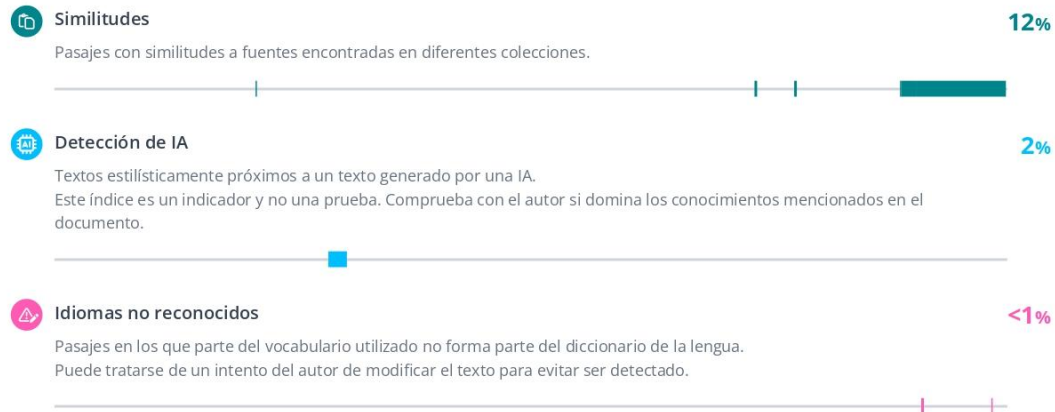 Similitudes
12%
Pasajes con similitudes a fuentes encontradas en diferentes colecciones.
AI
Detección de IA
2%
Textos estilísticamente próximos a un texto generado por una IA.
Este índice es un indicador y no una prueba. Comprueba con el autor si domina los conocimientos mencionados en el
documento.
Idiomas no reconocidos
<1%
Pasajes en los que parte del vocabulario utilizado no forma parte del diccionario de la lengua.
Puede tratarse de un intento del autor de modificar el texto para evitar ser detectado.